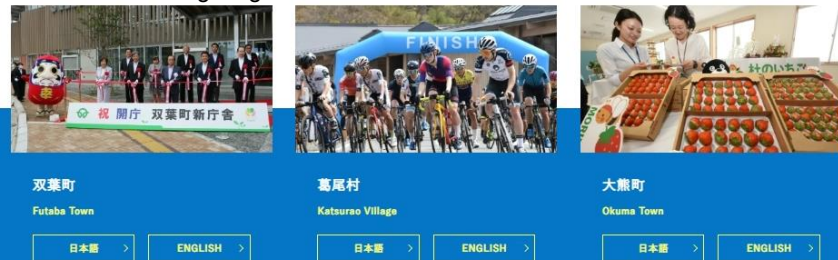 祝 開庁 双葉町新庁舎
FINISH
杜のいちご
双葉町
Futaba Town
日本語
ENGLISH
葛尾村
Katsurao Village
日本語
ENGLISH
大熊町
Okuma Town
日本語
ENGLISH